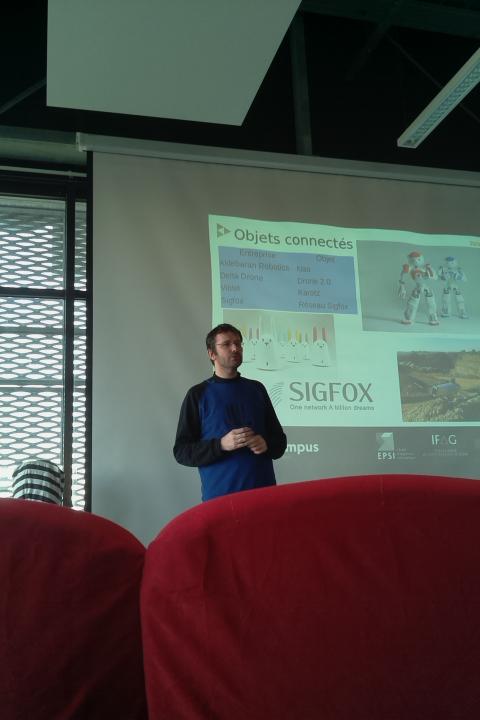 Objets connectés
Entreprise Objet
Aldebaran Robotics Nao
Delta Drone Drone 2.0
Violet Karotz
Sigfox Réseau Sigfox
SIGFOX
One network A billion dreams
mpus
EPSI
IFAG